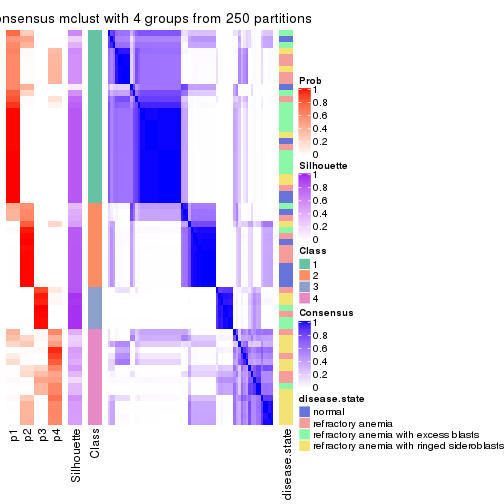 onsensus mclust with 4 groups from 250 partitions
Prob
1
0.8
0.6
0.4
0.2
0
Silhouette
1
0.8
0.6
0.4
0.2
0
Class
1
2
3
4
Consensus
1
0.8
0.6
0.4
0.2
0
disease.state
normal
refractory anemia
refractory anemia with excess blasts
refractory anemia with ringed sideroblasts
p1
p2
p3
p4
Silhouette
Class
disease.state